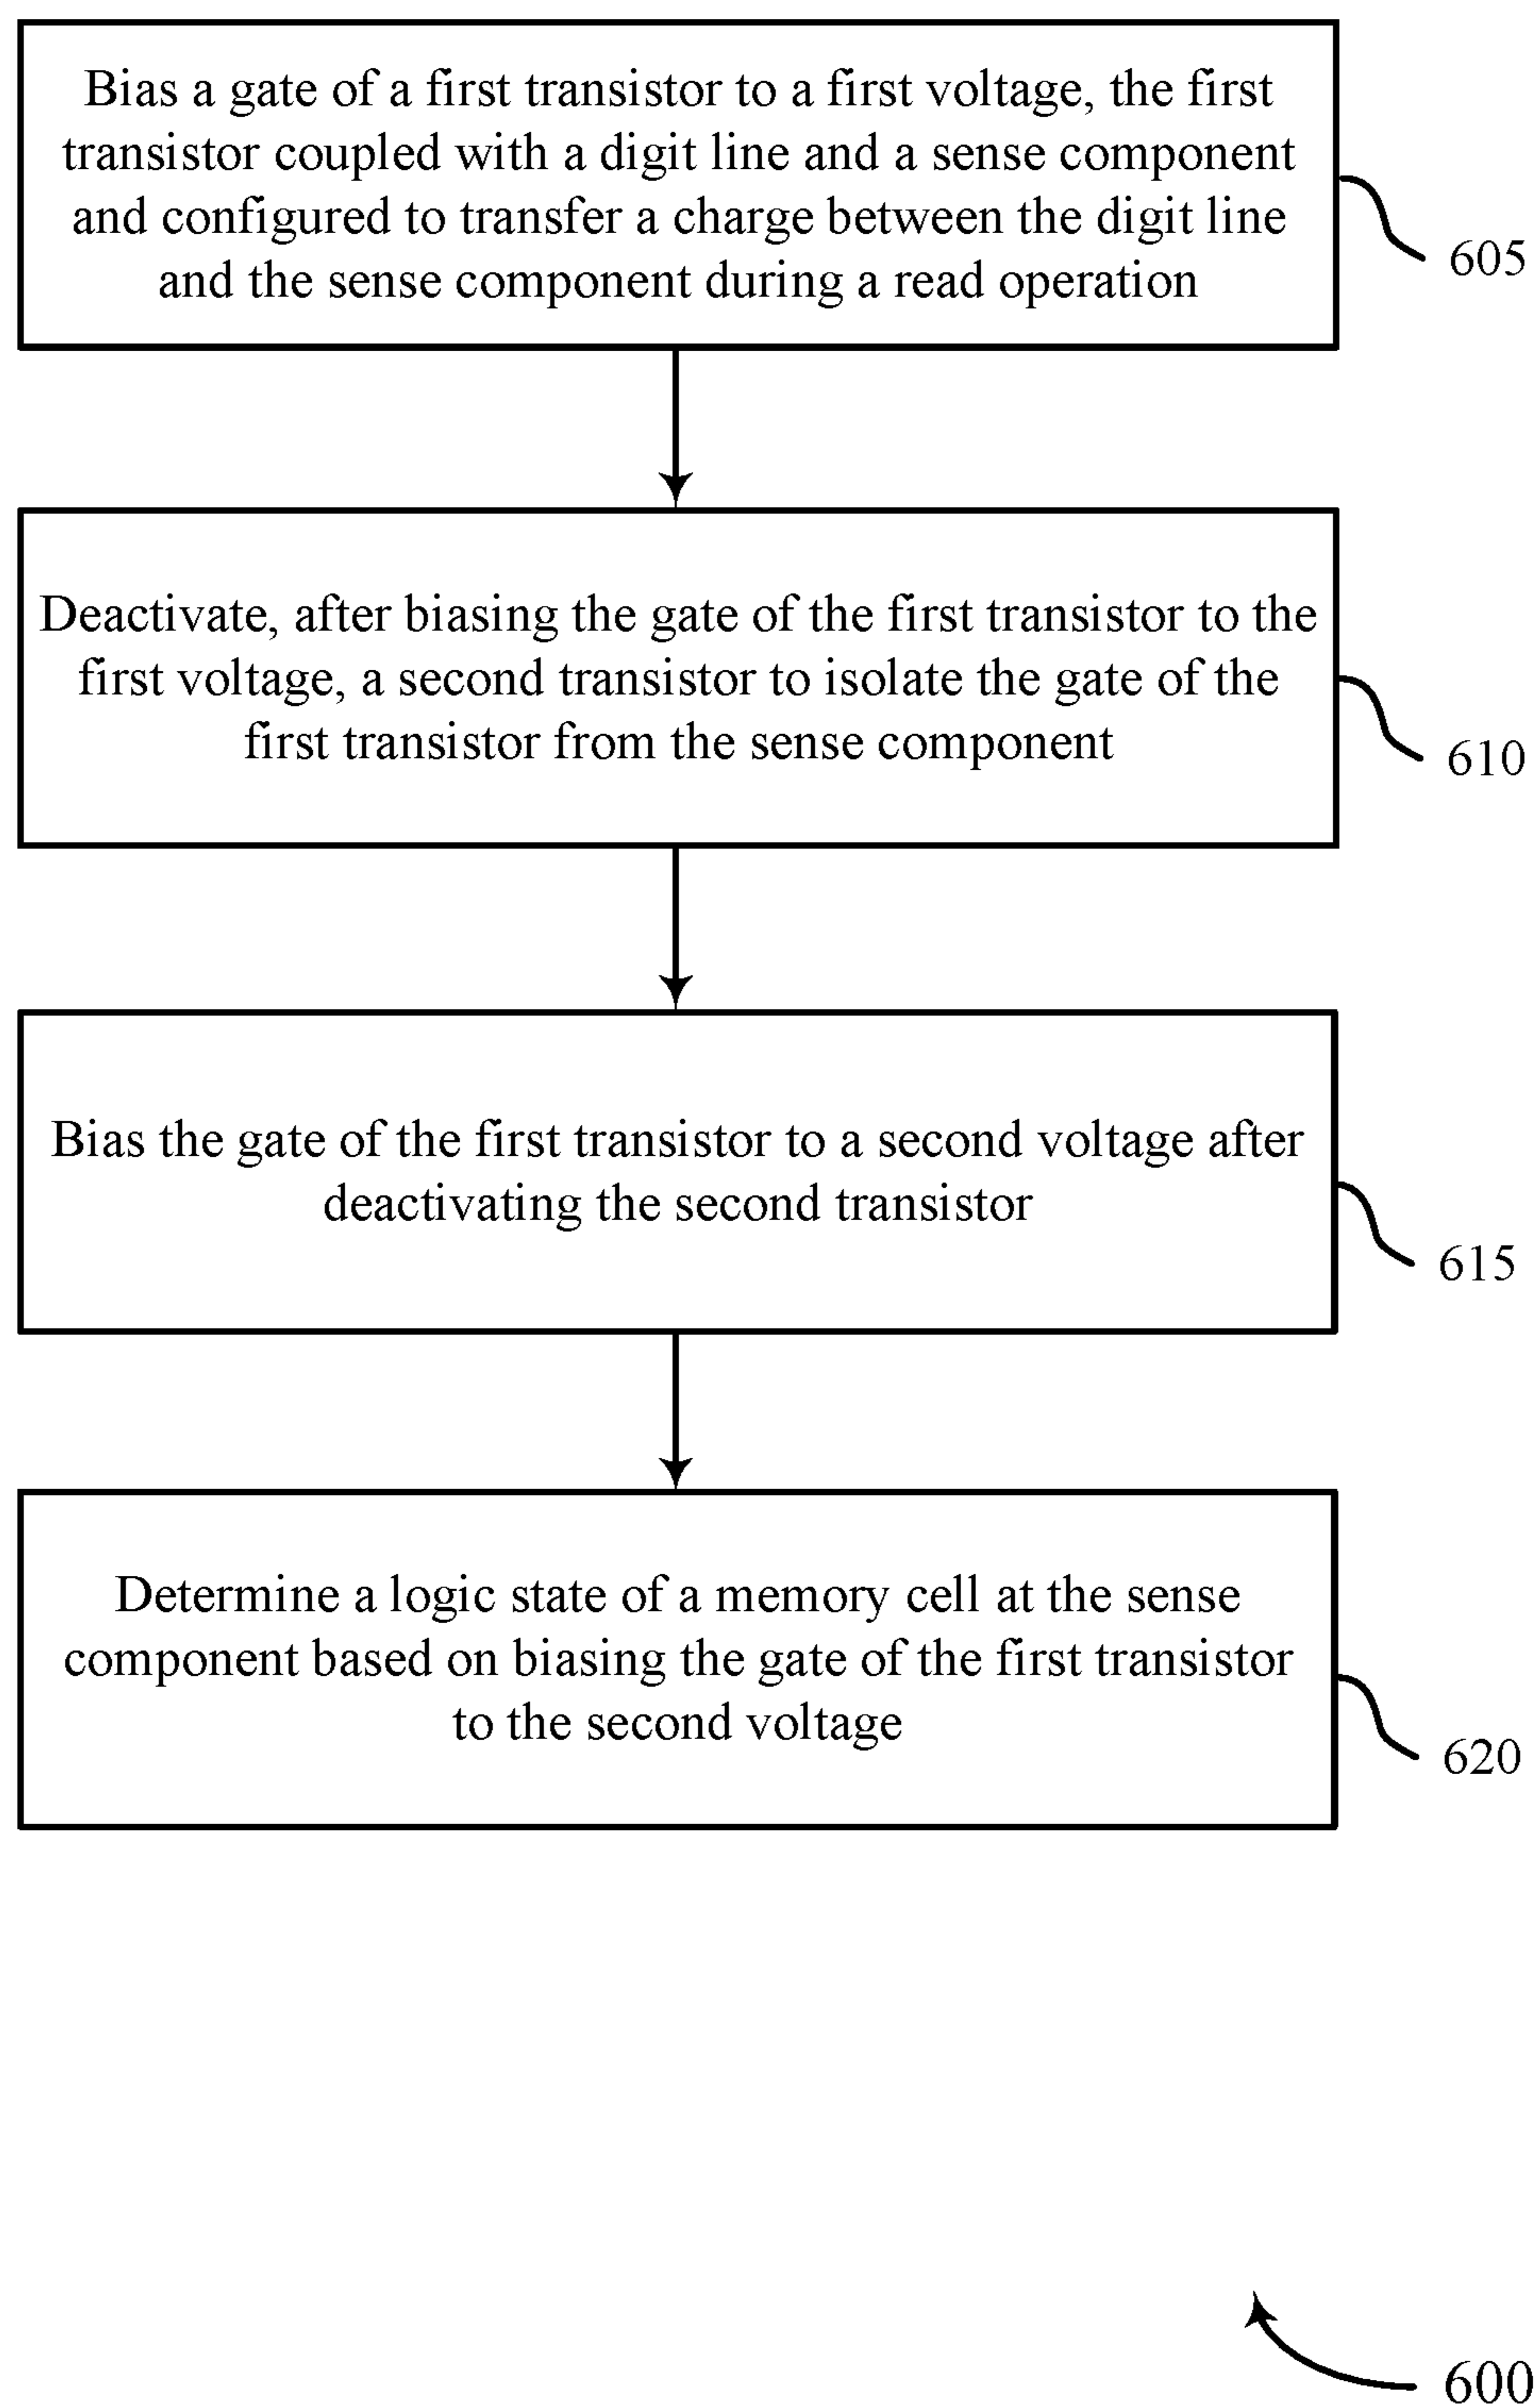 Bias a gate of a first transistor to a first voltage, the first
transistor coupled with a digit line and a sense component
and configured to transfer a charge between the digit line
and the sense component during a read operation
605
Deactivate, after biasing the gate of the first transistor to the
first voltage, a second transistor to isolate the gate of the
first transistor from the sense component
610
Bias the gate of the first transistor to a second voltage after
deactivating the second transistor
615
Determine a logic state of a memory cell at the sense
component based on biasing the gate of the first transistor
to the second voltage
620
600